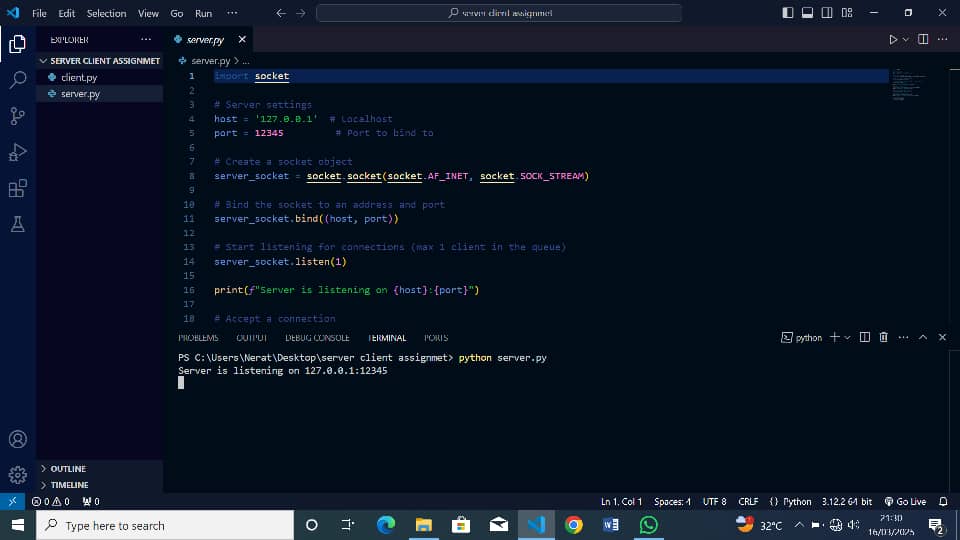 File Edit Selection View Go Run ··· server client assignmet
EXPLORER ···
SERVER CLIENT ASSIGNMET
client.py
server.py
OUTLINE
TIMELINE
server.py
server.py > ...
1 import socket
2
3 # Server settings
4 host = '127.0.0.1' # Localhost
5 port = 12345 # Port to bind to
6
7 # Create a socket object
8 server_socket = socket.socket(socket.AF_INET, socket.SOCK_STREAM)
9
10 # Bind the socket to an address and port
11 server_socket.bind((host, port))
12
13 # Start listening for connections (max 1 client in the queue)
14 server_socket.listen(1)
15
16 print(f"Server is listening on {host}:{port}")
17
18 # Accept a connection
PROBLEMS OUTPUT DEBUG CONSOLE TERMINAL PORTS python
PS C:\Users\Nerat\Desktop\server client assignmet> python server.py
Server is listening on 127.0.0.1:12345
0 0 0 Ln 1, Col 1 Spaces: 4 UTF-8 CRLF {} Python 3.12.2 64-bit Go Live
Type here to search 32°C 21:30
16/03/2025 2